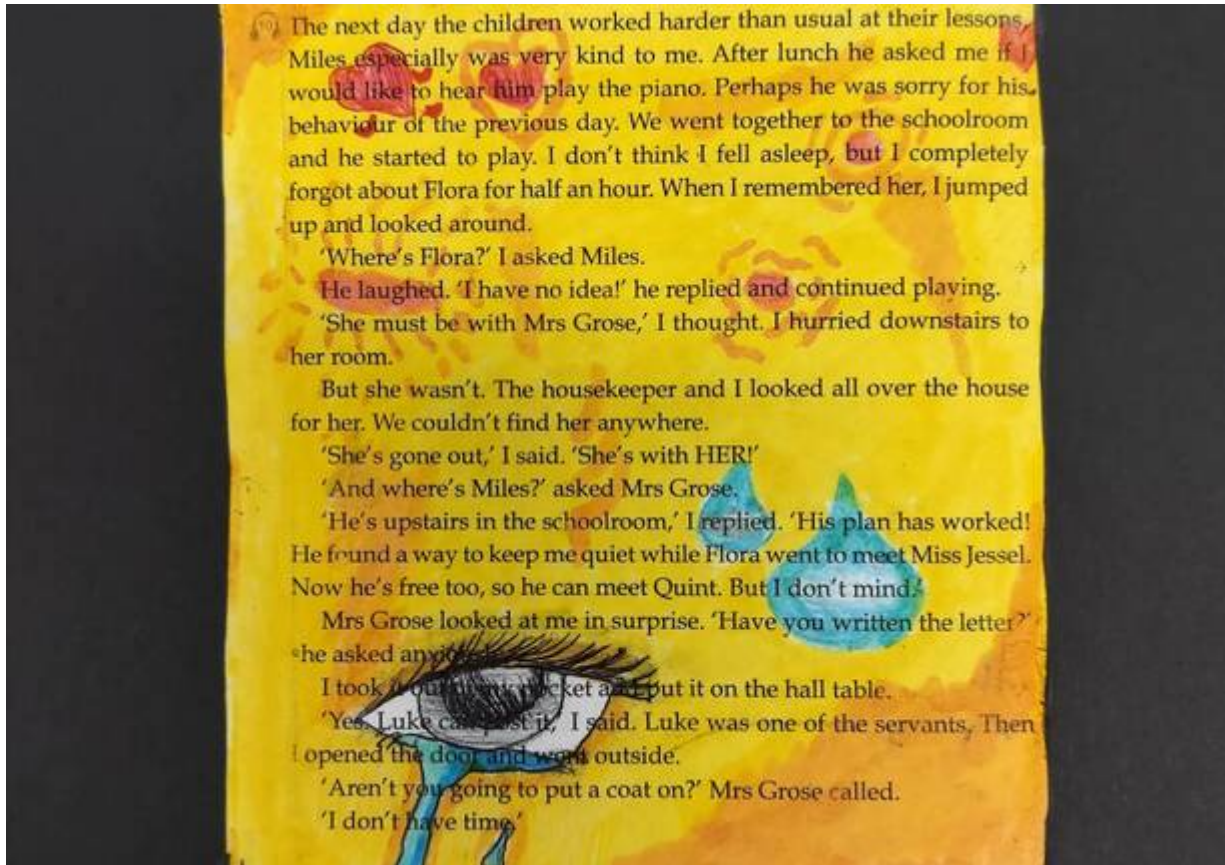 The next day the children worked harder than usual at their lessons,
Miles especially was very kind to me. After lunch he asked me if I
would like to hear him play the piano. Perhaps he was sorry for his
behaviour of the previous day. We went together to the schoolroom
and he started to play. I don't think I fell asleep, but I completely
forgot about Flora for half an hour. When I remembered her, I jumped
up and looked around.
'Where's Flora?' I asked Miles.
He laughed. 'I have no idea!' he replied and continued playing.
'She must be with Mrs Grose,' I thought. I hurried downstairs to
her room.
But she wasn't. The housekeeper and I looked all over the house
for her. We couldn't find her anywhere.
'She's gone out,' I said. 'She's with HER!'
'And where's Miles?' asked Mrs Grose.
'He's upstairs in the schoolroom,' I replied. 'His plan has worked!
He found a way to keep me quiet while Flora went to meet Miss Jessel.
Now he's free too, so he can meet Quint. But I don't mind.'
Mrs Grose looked at me in surprise. 'Have you written the letter?'
she asked
I took put it on the hall table.
'Yes. Luke can post it,' I said. Luke was one of the servants, Then
I opened the door and went outside.
'Aren't you going to put a coat on?' Mrs Grose called.
'I don't have time.'